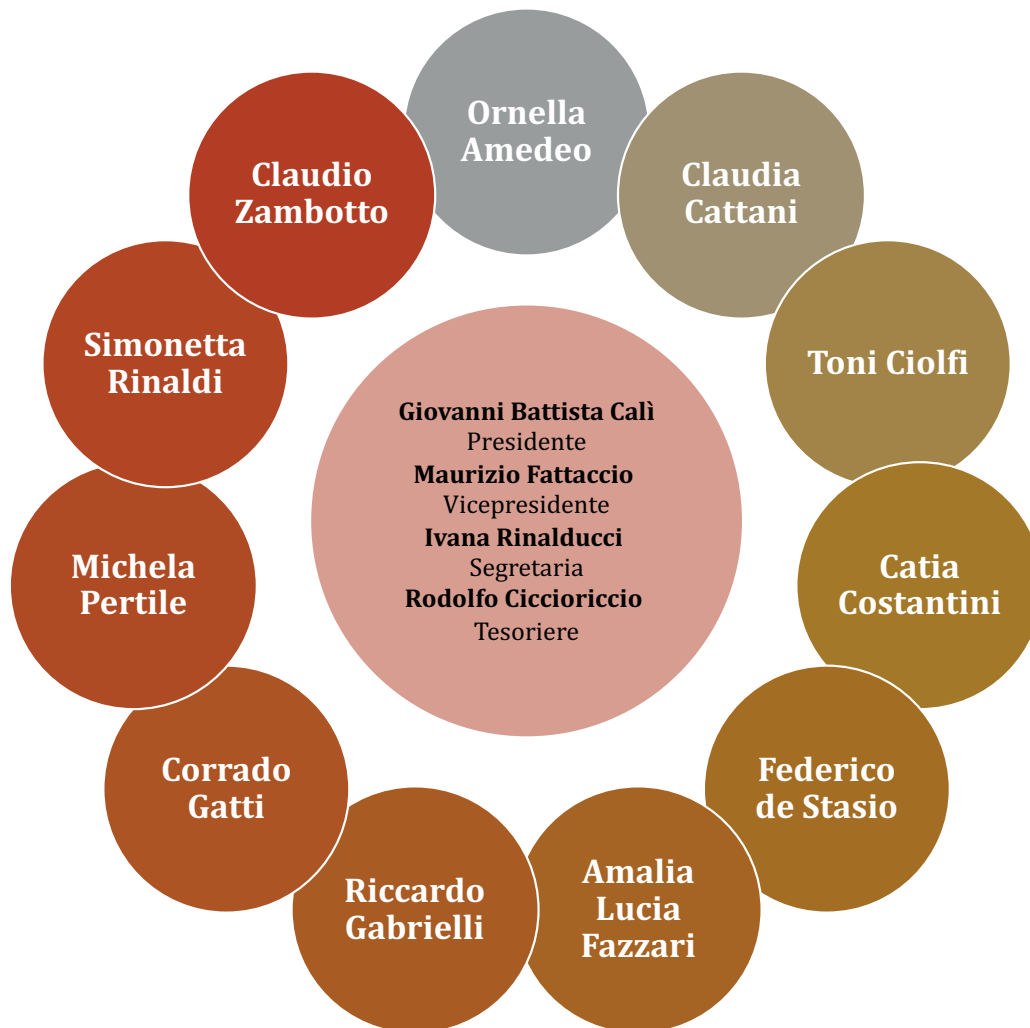 Ornella
Amedeo
Claudia
Cattani
Toni Ciolfi
Catia
Costantini
Federico
de Stasio
Amalia
Lucia
Fazzari
Riccardo
Gabrielli
Corrado
Gatti
Michela
Pertile
Simonetta
Rinaldi
Claudio
Zambotto
Giovanni Battista Calì
Presidente
Maurizio Fattaccio
Vicepresidente
Ivana Rinalducci
Segretaria
Rodolfo Ciccioriccio
Tesoriere